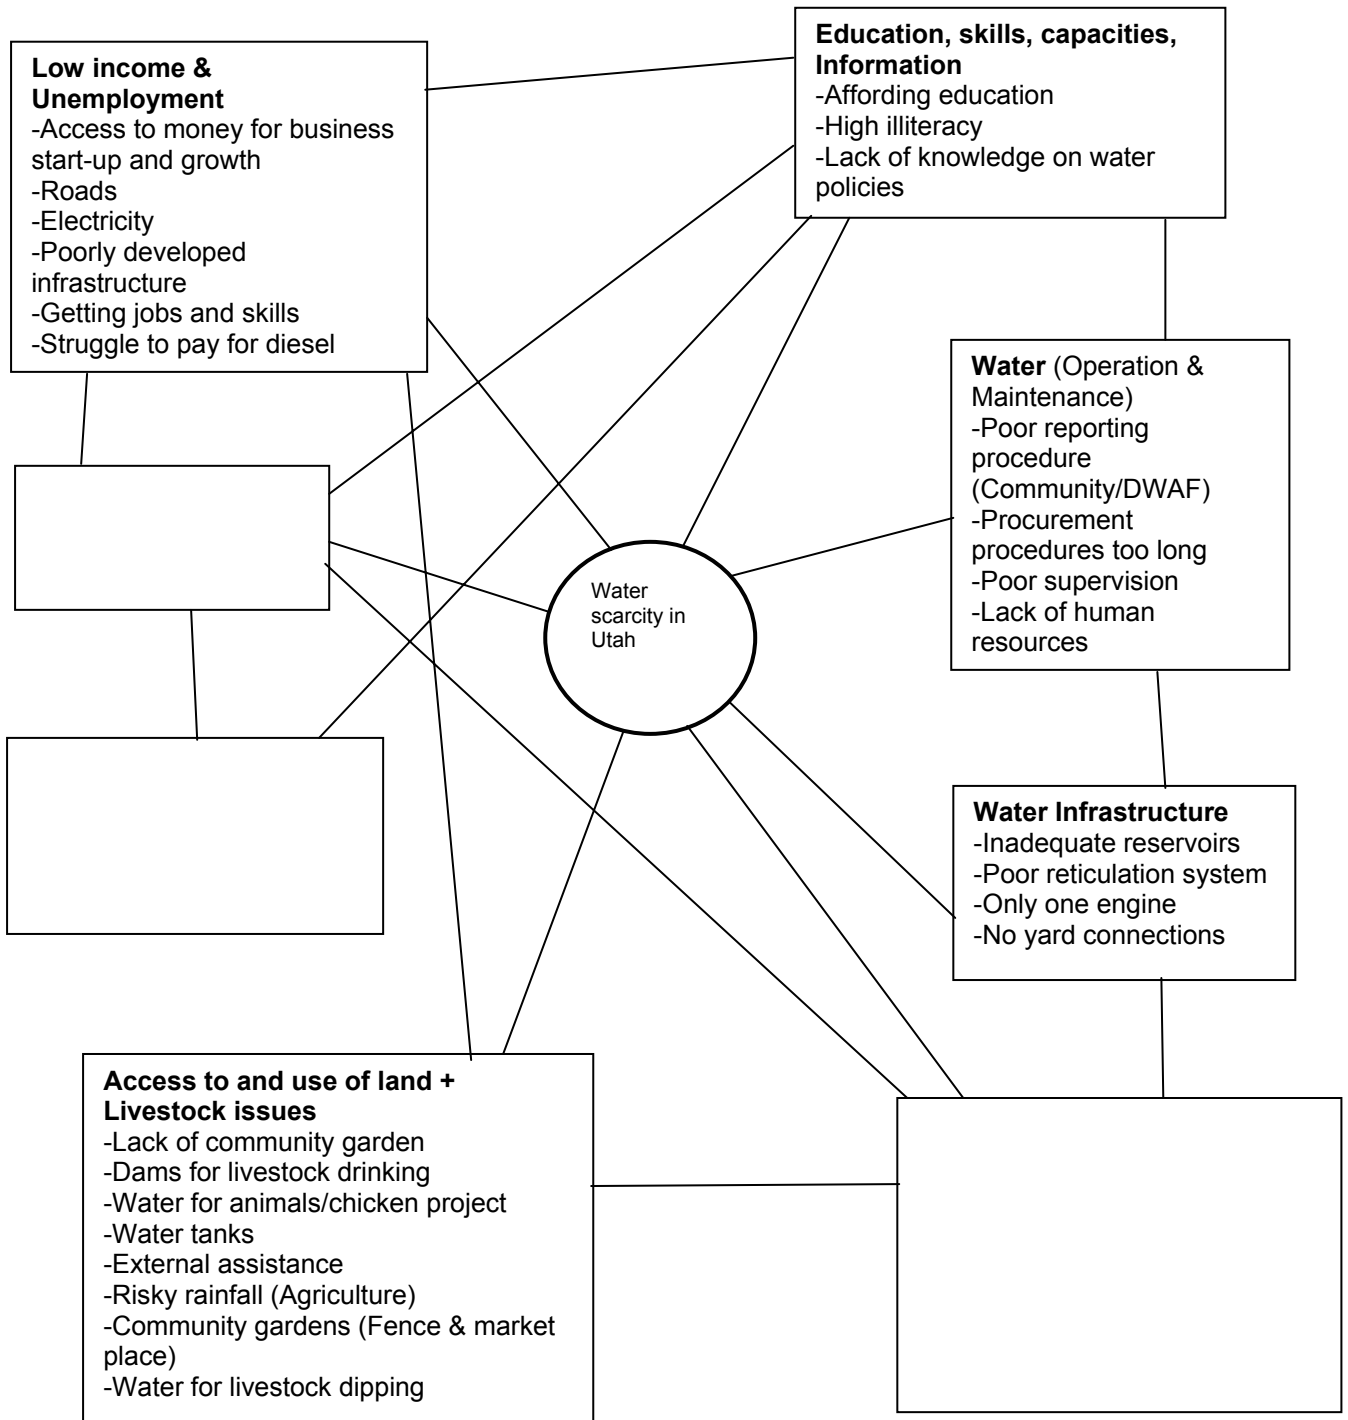 Low income &
Unemployment
-Access to money for business
start-up and growth
-Roads
-Electricity
-Poorly developed
infrastructure
-Getting jobs and skills
-Struggle to pay for diesel
Education, skills, capacities,
Information
-Affording education
-High illiteracy
-Lack of knowledge on water
policies
Water (Operation &
Maintenance)
-Poor reporting
procedure
(Community/DWAF)
-Procurement
procedures too long
-Poor supervision
-Lack of human
resources
Water
scarcity in
Utah
Water Infrastructure
-Inadequate reservoirs
-Poor reticulation system
-Only one engine
-No yard connections
Access to and use of land +
Livestock issues
-Lack of community garden
-Dams for livestock drinking
-Water for animals/chicken project
-Water tanks
-External assistance
-Risky rainfall (Agriculture)
-Community gardens (Fence & market
place)
-Water for livestock dipping